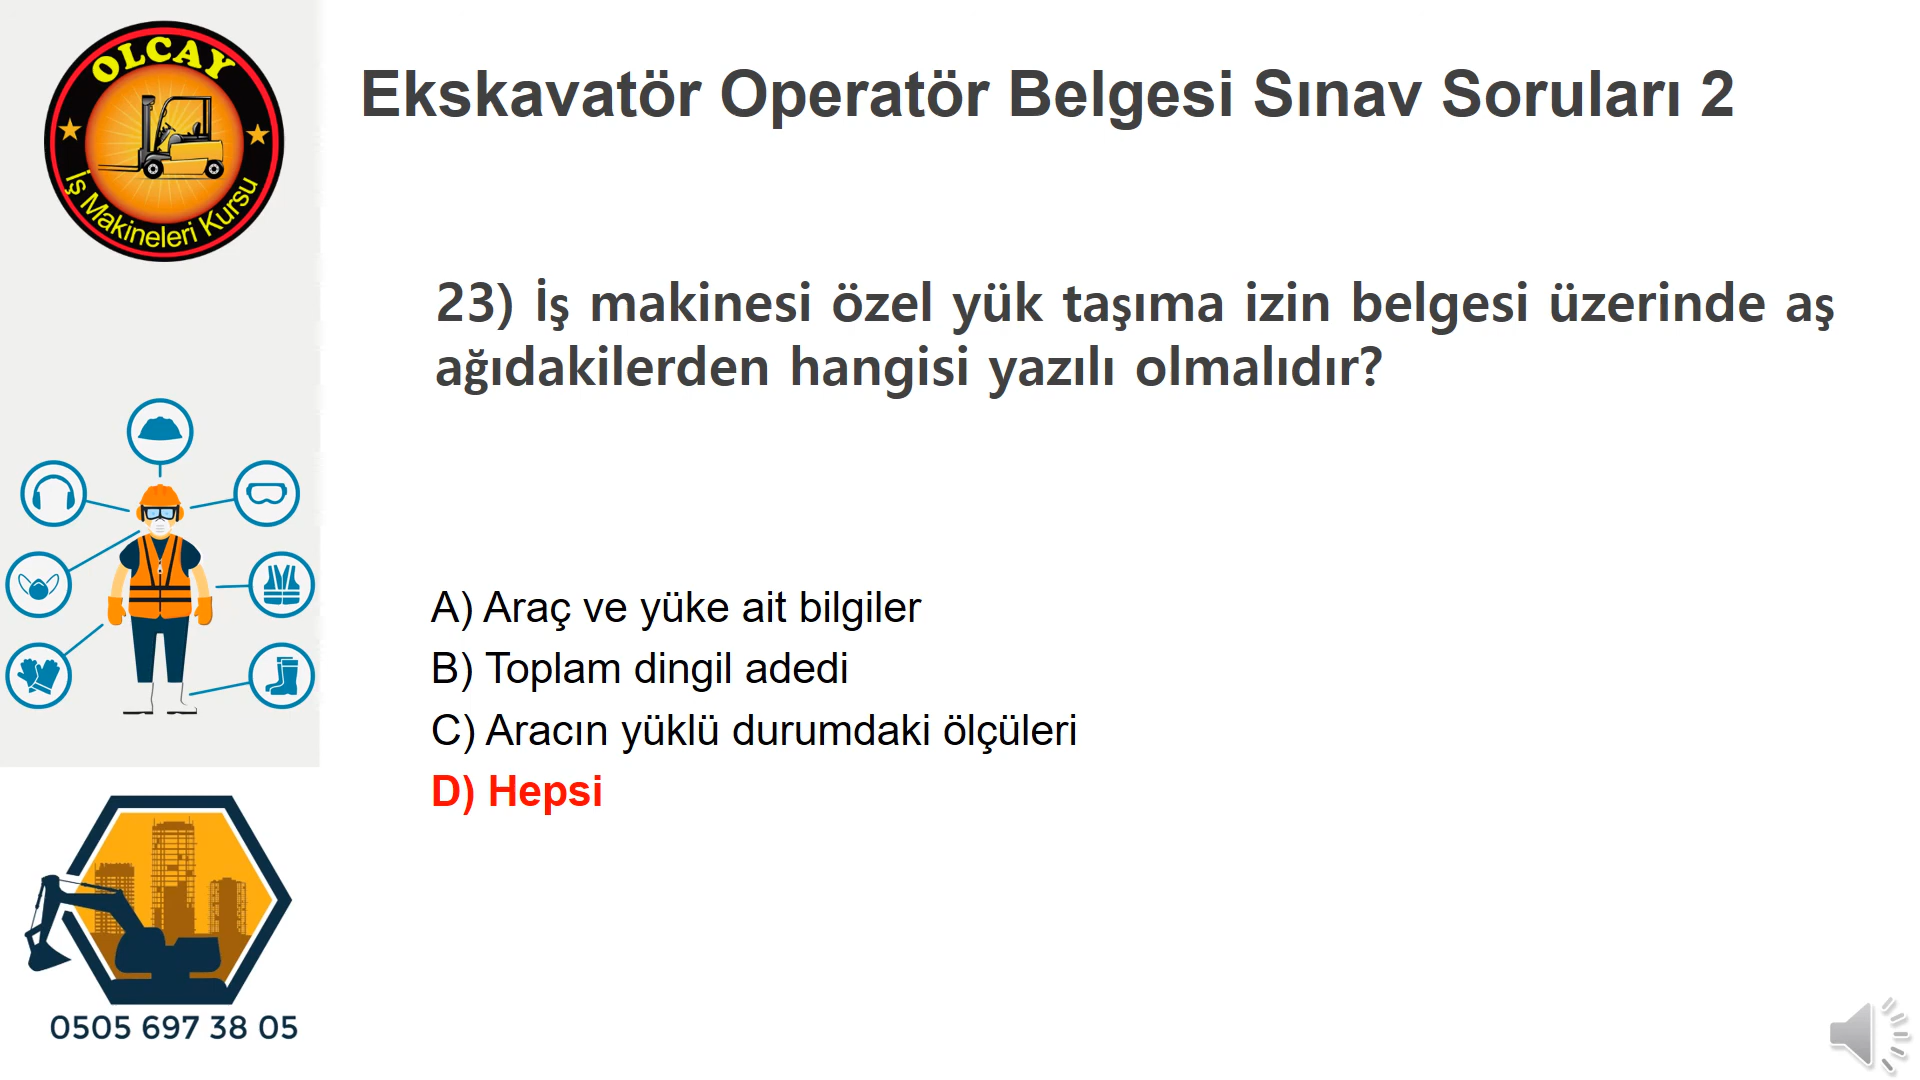 OLCAY
İş Makineleri Kursu
Ekskavatör Operatör Belgesi Sınav Soruları 2
23) İş makinesi özel yük taşıma izin belgesi üzerinde aş
ağıdakilerden hangisi yazılı olmalıdır?
A) Araç ve yüke ait bilgiler
B) Toplam dingil adedi
C) Aracın yüklü durumdaki ölçüleri
D) Hepsi
0505 697 38 05